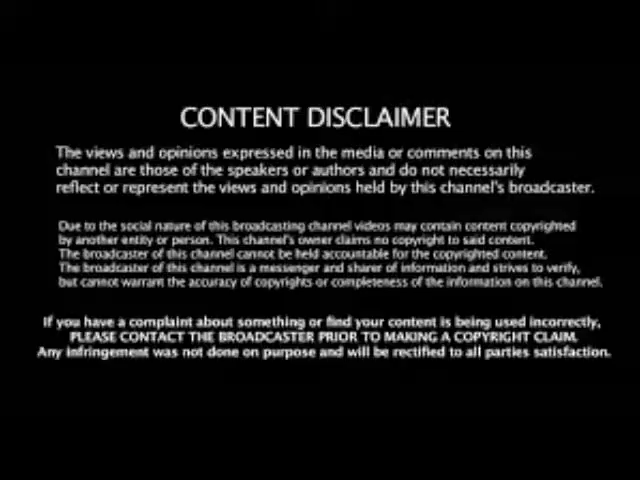 CONTENT DISCLAIMER
The views and opinions expressed in the media or comments on this
channel are those of the speakers or authors and do not necessarily
reflect or represent the views and opinions held by this channel's broadcaster.
Due to the social nature of this broadcasting channel videos may contain content copyrighted
by another entity or person. This channel's owner claims no copyright to said content.
The broadcaster of this channel cannot be held accountable for the copyrighted content.
The broadcaster of this channel is a messenger and sharer of information and strives to verify,
but cannot warrant the accuracy of copyrights or completeness of the information on this channel.
If you have a complaint about something or find your content is being used incorrectly,
PLEASE CONTACT THE BROADCASTER PRIOR TO MAKING A COPYRIGHT CLAIM.
Any infringement was not done on purpose and will be rectified to all parties satisfaction.